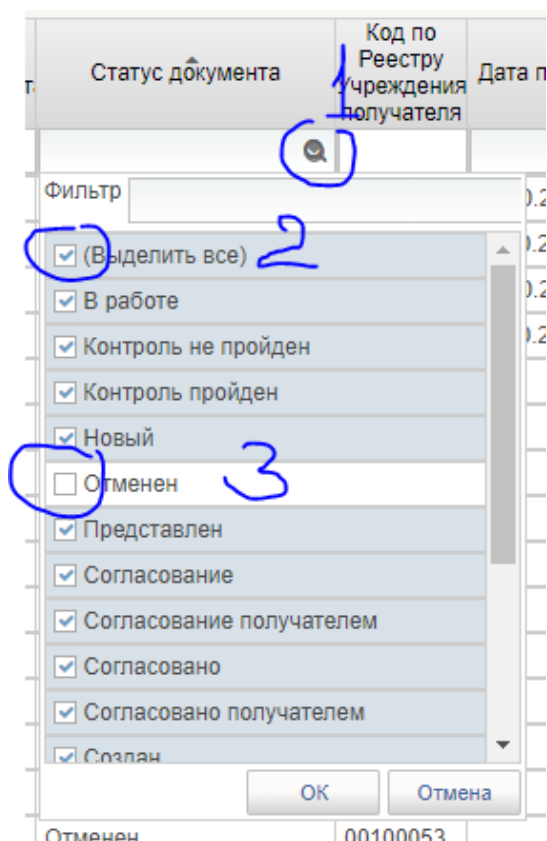 Код по
Реестру
Учреждения
получателя
Статус документа
Дата п
1
Фильтр
2
(Выделить все)
В работе
Контроль не пройден
Контроль пройден
Новый
Отменен
3
Представлен
Согласование
Согласование получателем
Согласовано
Согласовано получателем
Создан
ОК
Отмена
Отменен
00100053